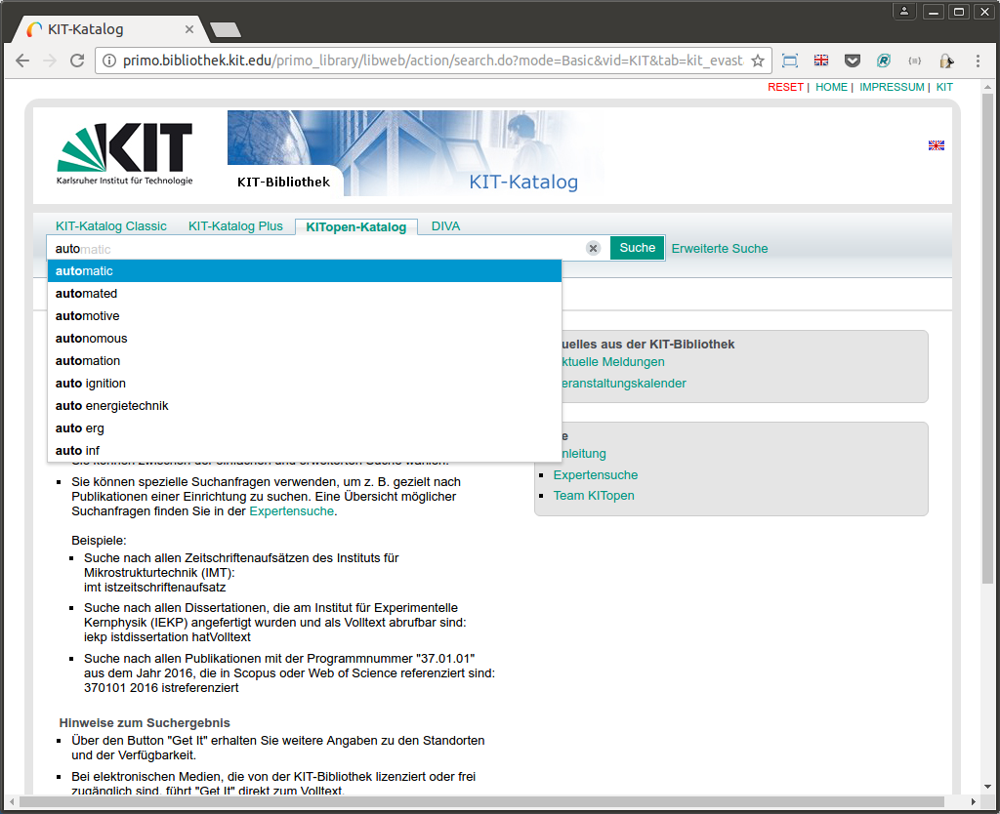 KIT-Katalog
primo.bibliothek.kit.edu/primo_library/libweb/action/search.do?mode=Basic&vid=KIT&tab=kit_evast
RESET | HOME | IMPRESSUM | KIT
KIT
Karlsruher Institut für Technologie
KIT-Bibliothek
KIT-Katalog
KIT-Katalog Classic KIT-Katalog Plus KITopen-Katalog DIVA
automatic
Suche Erweiterte Suche
automatic
automated
automotive
autonomous
automation
auto ignition
auto energietechnik
auto erg
auto inf
uelles aus der KIT-Bibliothek
ktuelle Meldungen
eranstaltungskalender
e
nleitung
Expertensuche
Team KITopen
Sie können zwischen der einfachen und erweiterten Suche wählen.
Sie können spezielle Suchanfragen verwenden, um z. B. gezielt nach
Publikationen einer Einrichtung zu suchen. Eine Übersicht möglicher
Suchanfragen finden Sie in der Expertensuche.
Beispiele:
Suche nach allen Zeitschriftenaufsätzen des Instituts für
Mikrostrukturtechnik (IMT):
imt istzeitschriftenaufsatz
Suche nach allen Dissertationen, die am Institut für Experimentelle
Kernphysik (IEKP) angefertigt wurden und als Volltext abrufbar sind:
iekp istdissertation hatVolltext
Suche nach allen Publikationen mit der Programmnummer "37.01.01"
aus dem Jahr 2016, die in Scopus oder Web of Science referenziert sind:
370101 2016 istreferenziert
Hinweise zum Suchergebnis
Über den Button "Get It" erhalten Sie weitere Angaben zu den Standorten
und der Verfügbarkeit.
Bei elektronischen Medien, die von der KIT-Bibliothek lizenziert oder frei
zugänglich sind, führt "Get It" direkt zum Volltext.